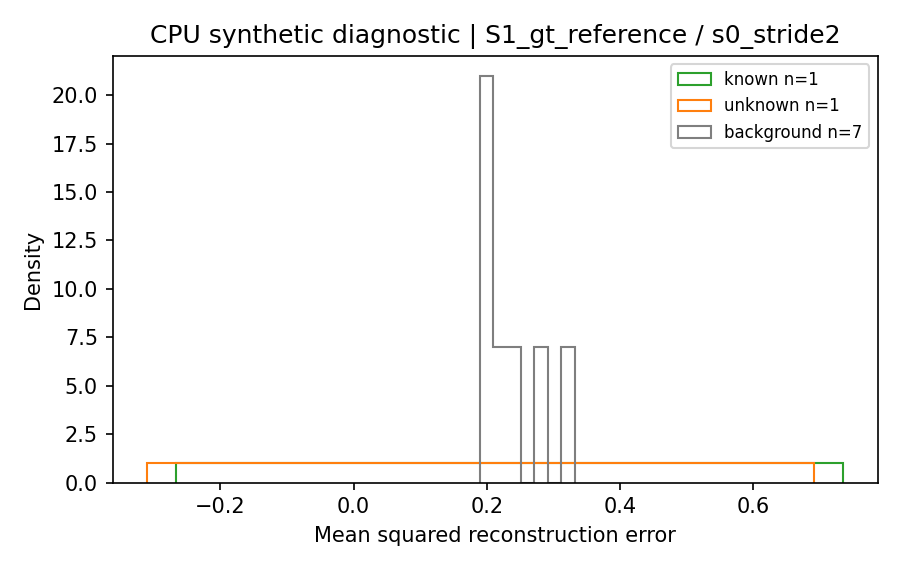 CPU synthetic diagnostic | S1_gt_reference / s0_stride2
known n=1
unknown n=1
background n=7
Density
20.0
17.5
15.0
12.5
10.0
7.5
5.0
2.5
0.0
−0.2 0.0 0.2 0.4 0.6
Mean squared reconstruction error